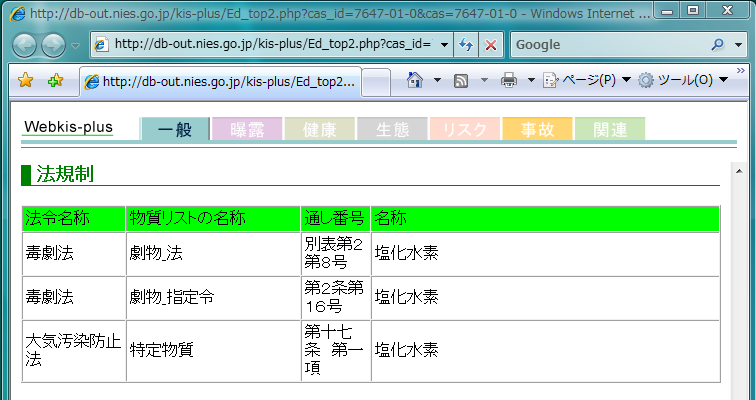 http://db-out.nies.go.jp/kis-plus/Ed_top2.php?cas_id=7647-01-0&cas=7647-01-0 - Windows Internet ...
http://db-out.nies.go.jp/kis-plus/Ed_top2.php?cas_id=
Google
http://db-out.nies.go.jp/kis-plus/Ed_top2....
ページ(P)
ツール(O)
Webkis-plus
一般
曝露
健康
生態
リスク
事故
関連
法規制
法令名称 物質リストの名称 通し番号 名称
毒劇法 劇物_法 別表第2 塩化水素
第8号
毒劇法 劇物_指定令 第2条第 塩化水素
16号
大気汚染防止 特定物質 第十七 塩化水素
法 条 第一
項